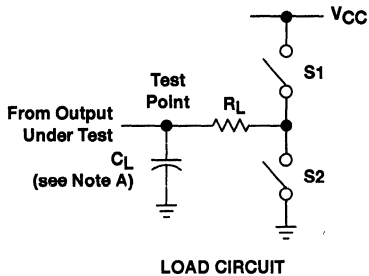 VCC
S1
Test
Point
RL
From Output
Under Test
CL
(see Note A)
S2
LOAD CIRCUIT